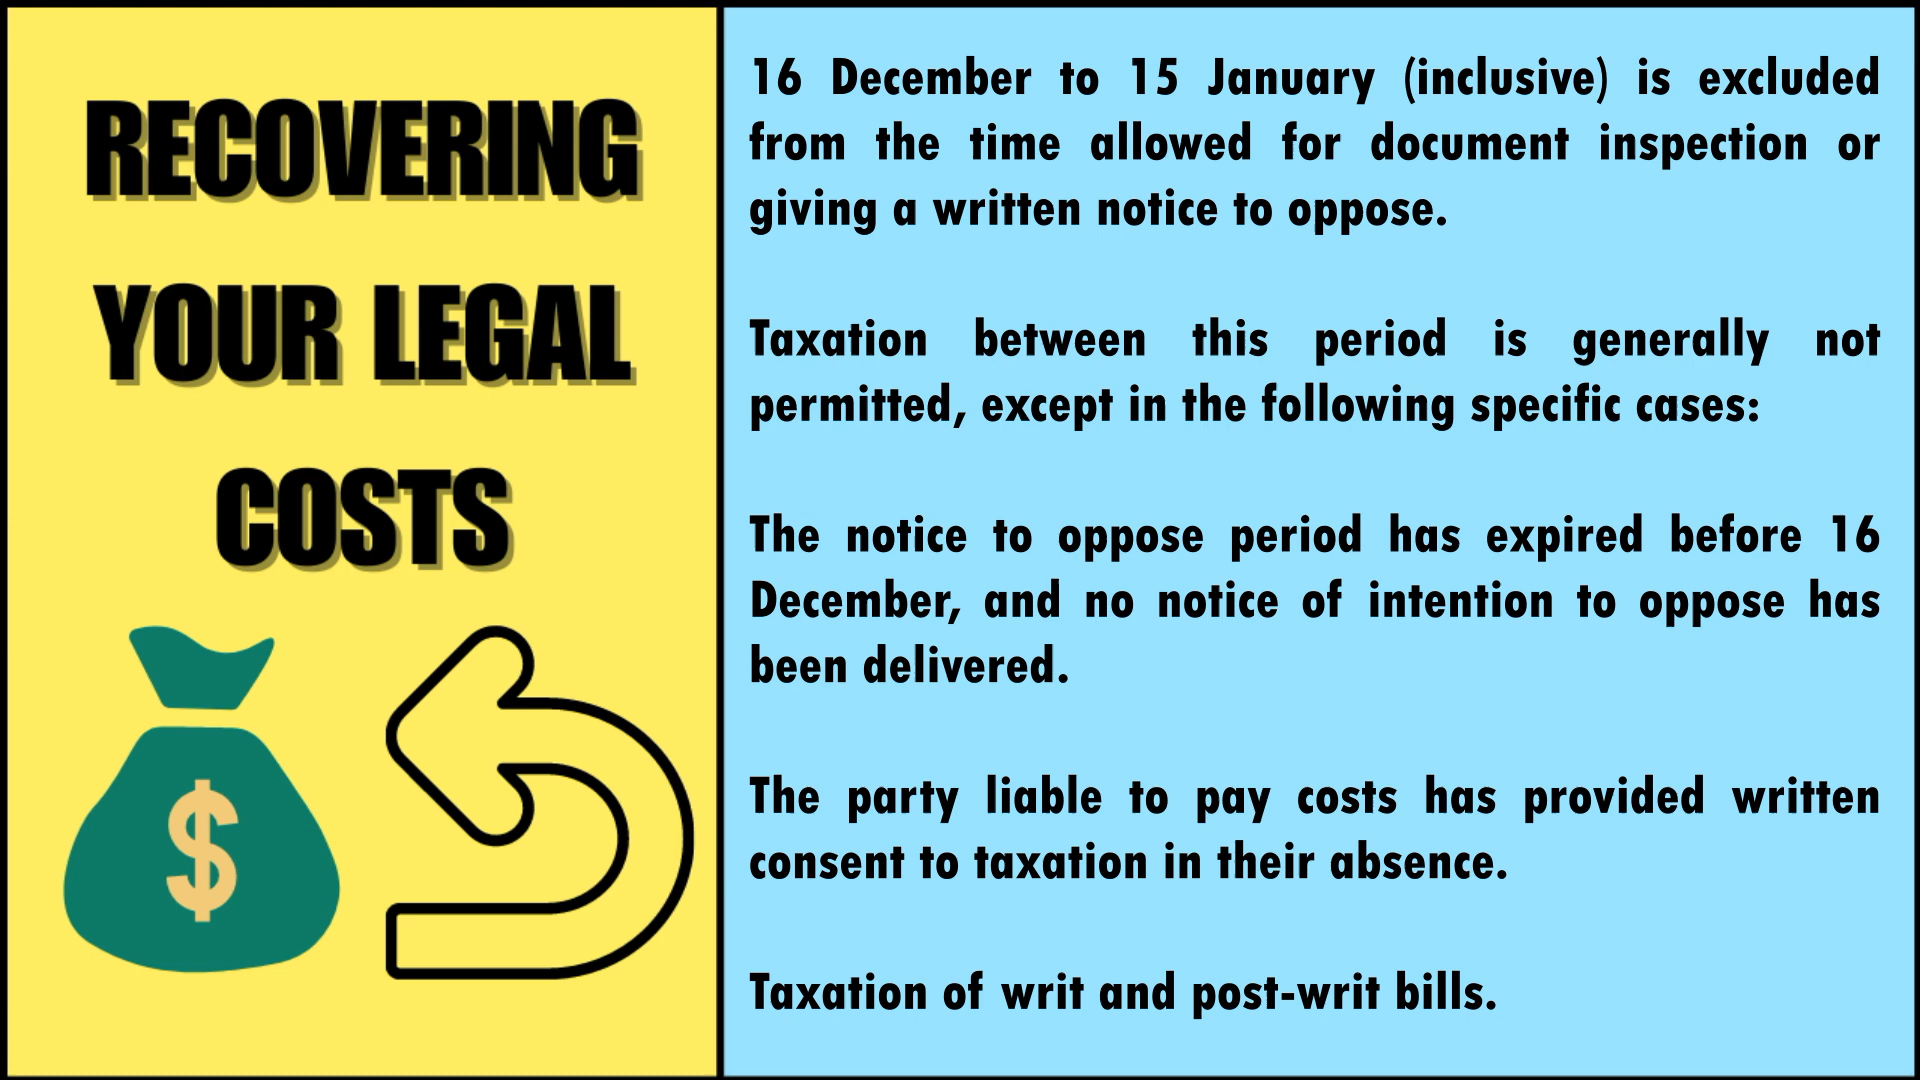 RECOVERING
YOUR LEGAL
COSTS
$
16 December to 15 January (inclusive) is excluded
from the time allowed for document inspection or
giving a written notice to oppose.
Taxation between this period is generally not
permitted, except in the following specific cases:
The notice to oppose period has expired before 16
December, and no notice of intention to oppose has
been delivered.
The party liable to pay costs has provided written
consent to taxation in their absence.
Taxation of writ and post-writ bills.